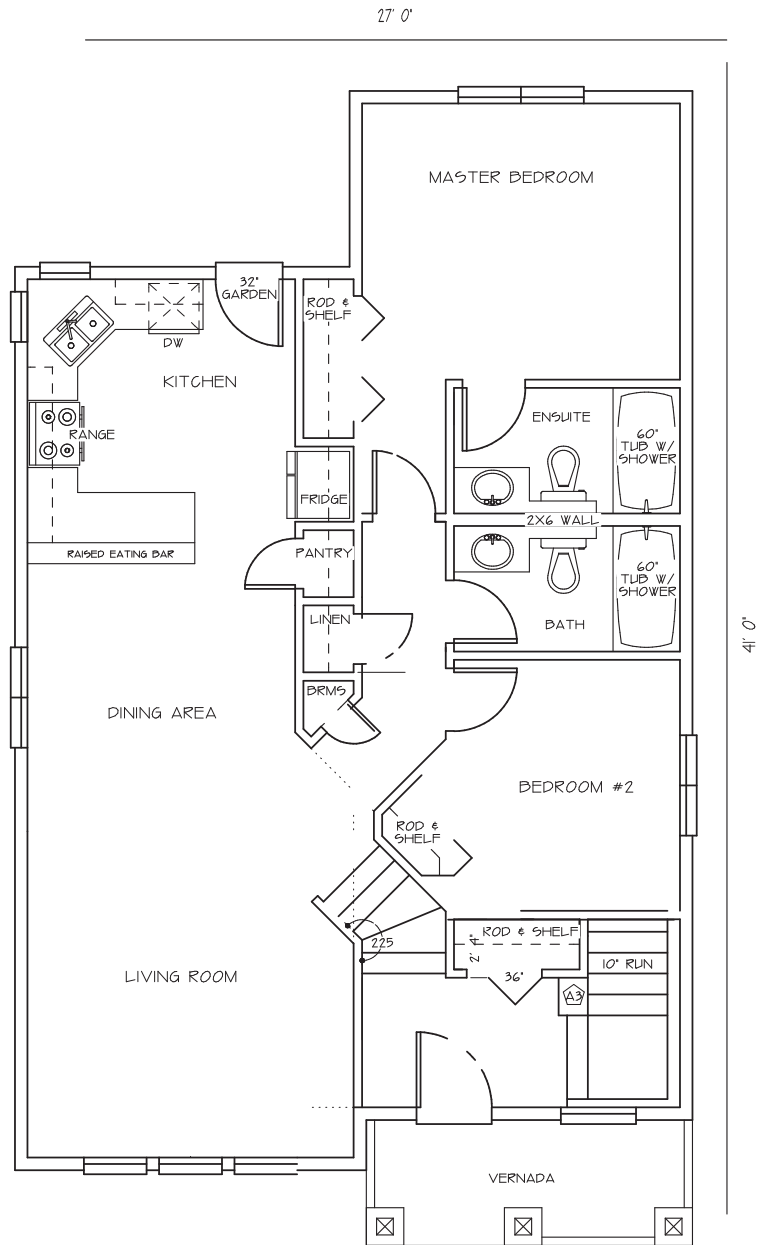 27' 0"
MASTER BEDROOM
32"
GARDEN
ROD &
SHELF
DW
KITCHEN
ENSUITE
RANGE
60"
TUB W/
SHOWER
FRIDGE
2X6 WALL
RAISED EATING BAR
PANTRY
60"
TUB W/
SHOWER
LINEN
BATH
41' 0"
BRMS
DINING AREA
BEDROOM #2
ROD &
SHELF
ROD & SHELF
225
2' 4"
10" RUN
LIVING ROOM
36"
A3
VERNADA